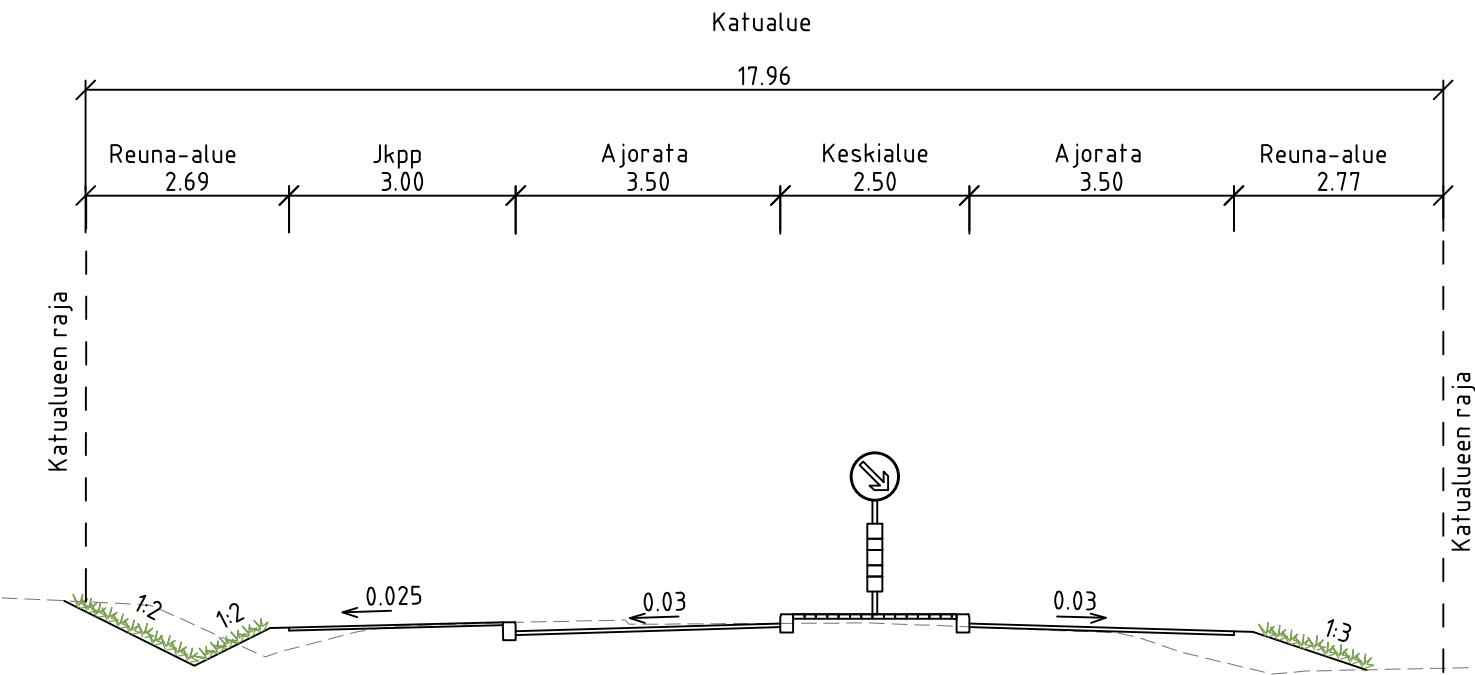 Katualue
17.96
Reuna-alue Jkpp Ajorata Keskialue Ajorata Reuna-alue
2.69 3.00 3.50 2.50 3.50 2.77
Katualueen raja
Katualueen raja
1:2
1:2
0.025
0.03
0.03
1:3